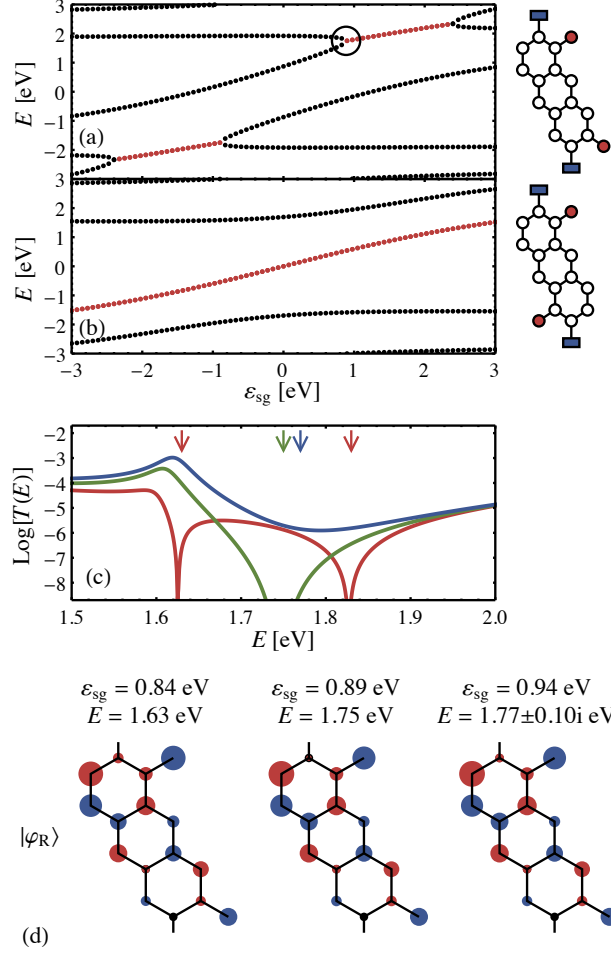 3
2
1
0
−1
−2
E [eV]
(a)
3
2
1
0
−1
−2
−3
E [eV]
(b)
−3 −2 −1 0 1 2 3
εsg [eV]
−2
−3
−4
−5
−6
−7
−8
Log[T(E)]
(c)
1.5 1.6 1.7 1.8 1.9 2.0
E [eV]
εsg = 0.84 eV εsg = 0.89 eV εsg = 0.94 eV
E = 1.63 eV E = 1.75 eV E = 1.77±0.10i eV
|φR⟩
(d)